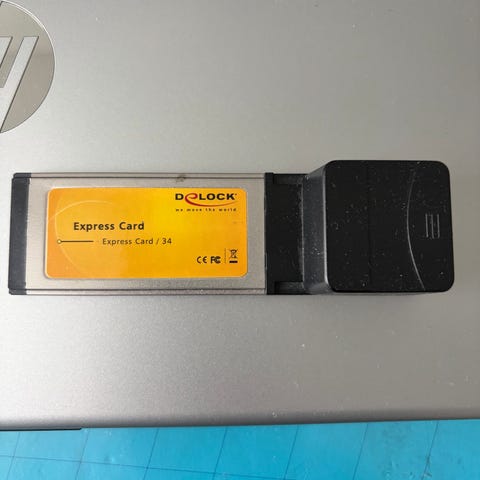 DELOCK
we move the world
Express Card
Express Card / 34
CE FC